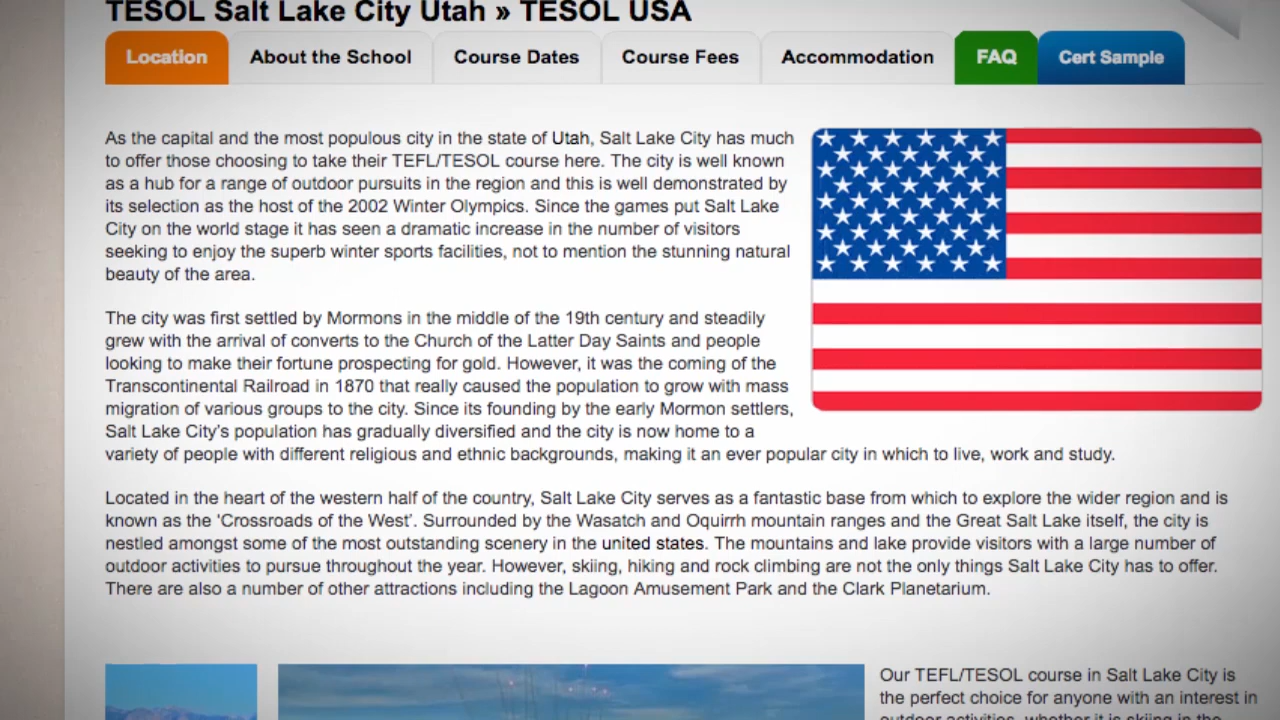 TESOL Salt Lake City Utah » TESOL USA
Location About the School Course Dates Course Fees Accommodation FAQ Cert Sample
As the capital and the most populous city in the state of Utah, Salt Lake City has much
to offer those choosing to take their TEFL/TESOL course here. The city is well known
as a hub for a range of outdoor pursuits in the region and this is well demonstrated by
its selection as the host of the 2002 Winter Olympics. Since the games put Salt Lake
City on the world stage it has seen a dramatic increase in the number of visitors
seeking to enjoy the superb winter sports facilities, not to mention the stunning natural
beauty of the area.
The city was first settled by Mormons in the middle of the 19th century and steadily
grew with the arrival of converts to the Church of the Latter Day Saints and people
looking to make their fortune prospecting for gold. However, it was the coming of the
Transcontinental Railroad in 1870 that really caused the population to grow with mass
migration of various groups to the city. Since its founding by the early Mormon settlers,
Salt Lake City's population has gradually diversified and the city is now home to a
variety of people with different religious and ethnic backgrounds, making it an ever popular city in which to live, work and study.
Located in the heart of the western half of the country, Salt Lake City serves as a fantastic base from which to explore the wider region and is
known as the 'Crossroads of the West'. Surrounded by the Wasatch and Oquirrh mountain ranges and the Great Salt Lake itself, the city is
nestled amongst some of the most outstanding scenery in the united states. The mountains and lake provide visitors with a large number of
outdoor activities to pursue throughout the year. However, skiing, hiking and rock climbing are not the only things Salt Lake City has to offer.
There are also a number of other attractions including the Lagoon Amusement Park and the Clark Planetarium.
Our TEFL/TESOL course in Salt Lake City is
the perfect choice for anyone with an interest in
outdoor activities, whether it is skiing in the